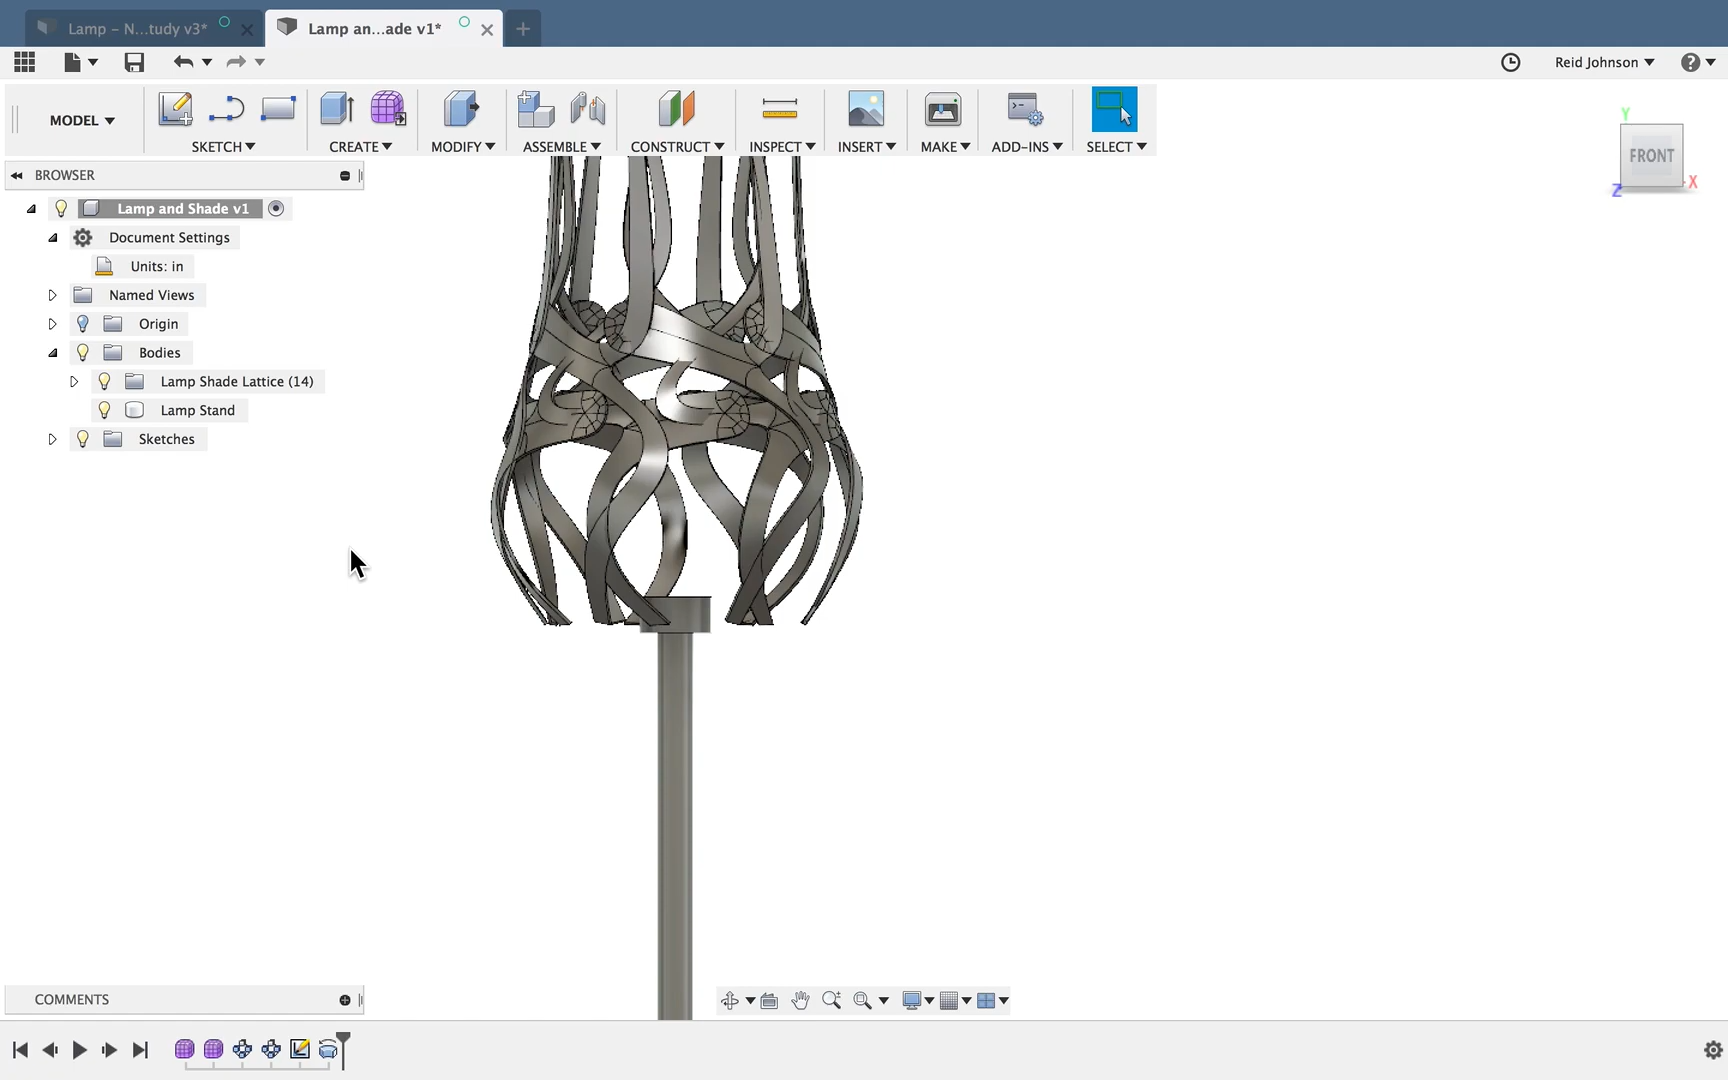 Lamp – N...tudy v3*
Lamp an...ade v1*
Reid Johnson
MODEL
SKETCH
CREATE
MODIFY
ASSEMBLE
CONSTRUCT
INSPECT
INSERT
MAKE
ADD-INS
SELECT
Y
FRONT
X
Z
BROWSER
Lamp and Shade v1
Document Settings
Units: in
Named Views
Origin
Bodies
Lamp Shade Lattice (14)
Lamp Stand
Sketches
COMMENTS